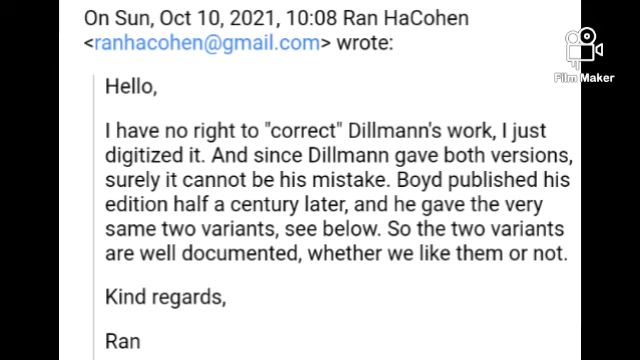 On Sun, Oct 10, 2021, 10:08 Ran HaCohen
<ranhacohen@gmail.com> wrote:
Film Maker
Hello,
I have no right to "correct" Dillmann's work, I just
digitized it. And since Dillmann gave both versions,
surely it cannot be his mistake. Boyd published his
edition half a century later, and he gave the very
same two variants, see below. So the two variants
are well documented, whether we like them or not.
Kind regards,
Ran